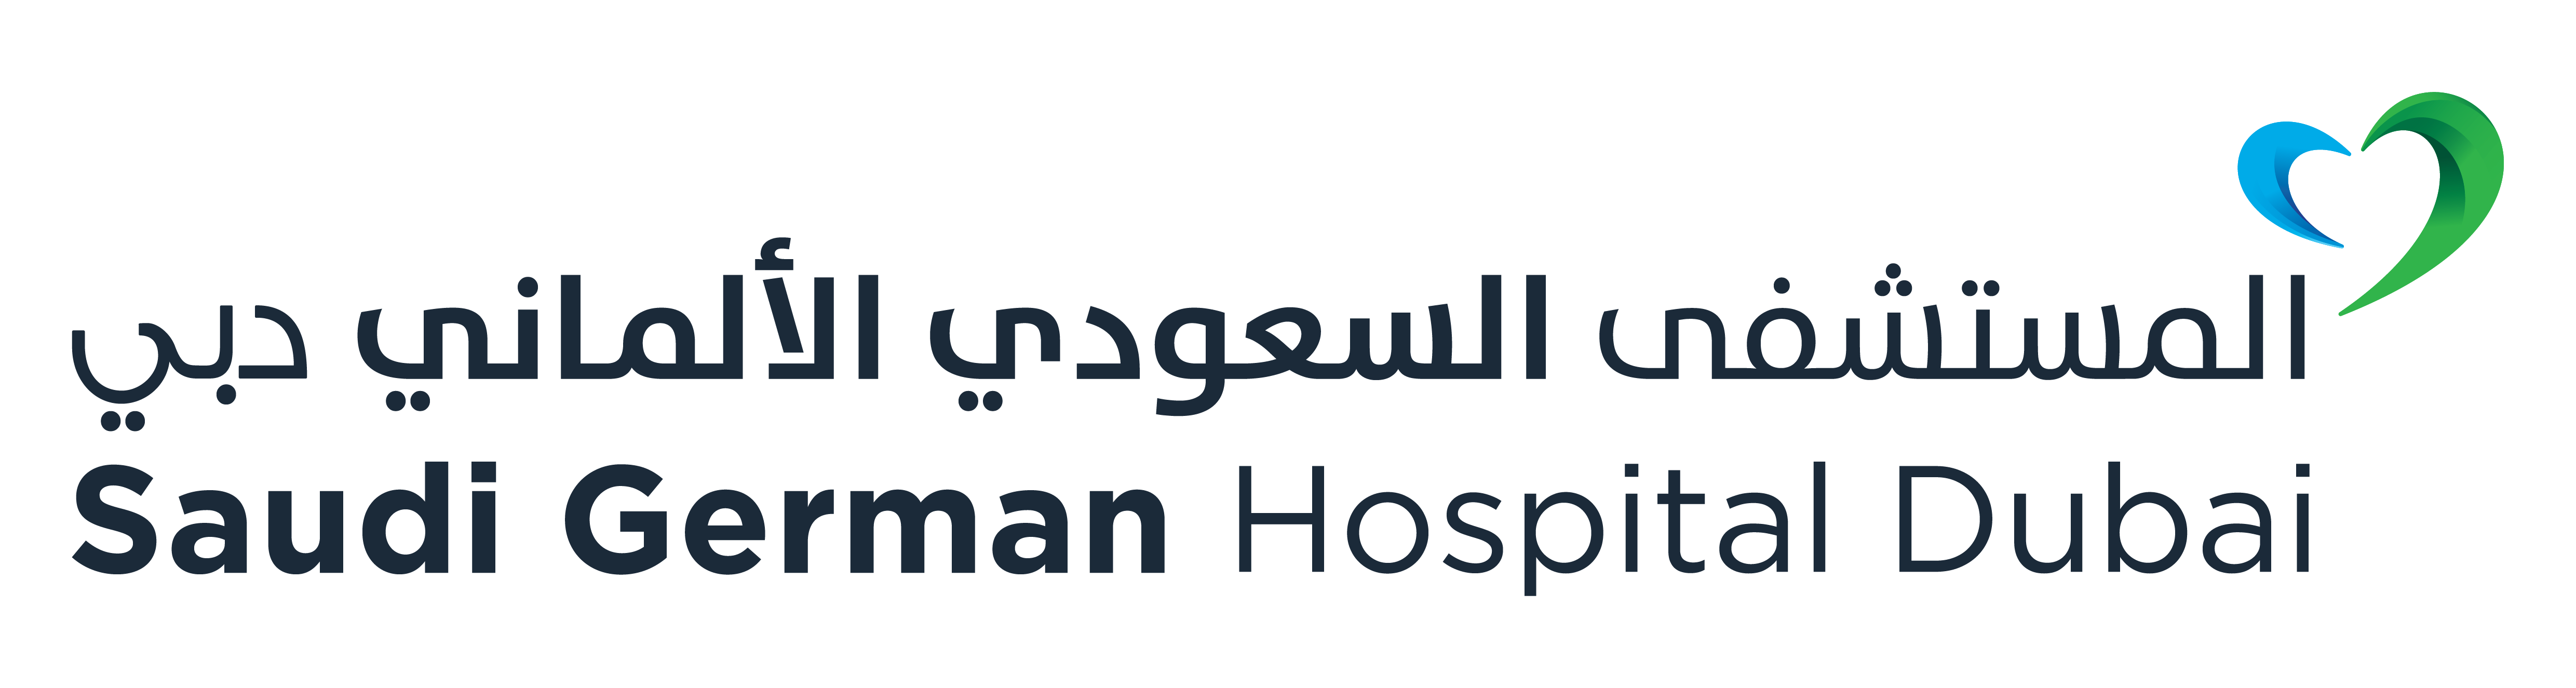 المستشفى السعودي الألماني دبي
Saudi German Hospital Dubai